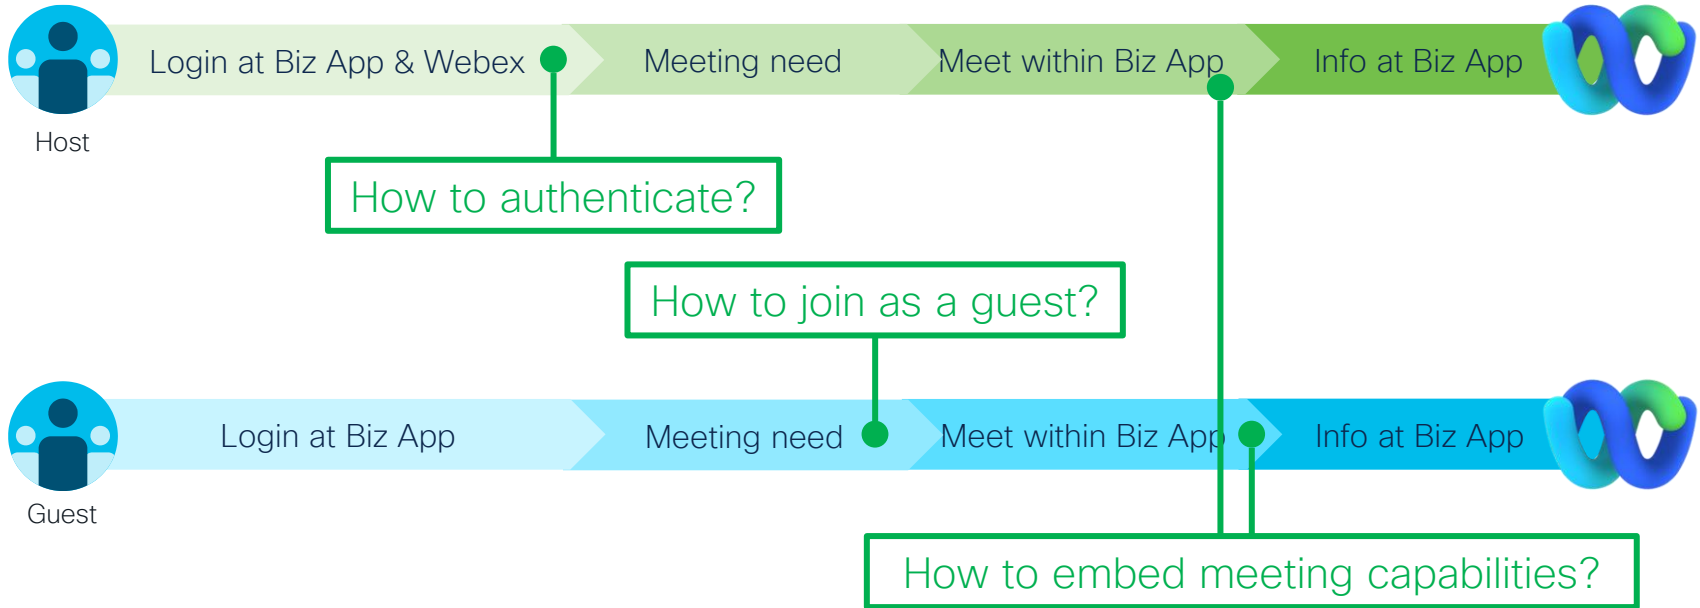 Login at Biz App & Webex
Meeting need
Meet within Biz App
Info at Biz App
Host
How to authenticate?
How to join as a guest?
Login at Biz App
Meeting need
Meet within Biz App
Info at Biz App
Guest
How to embed meeting capabilities?